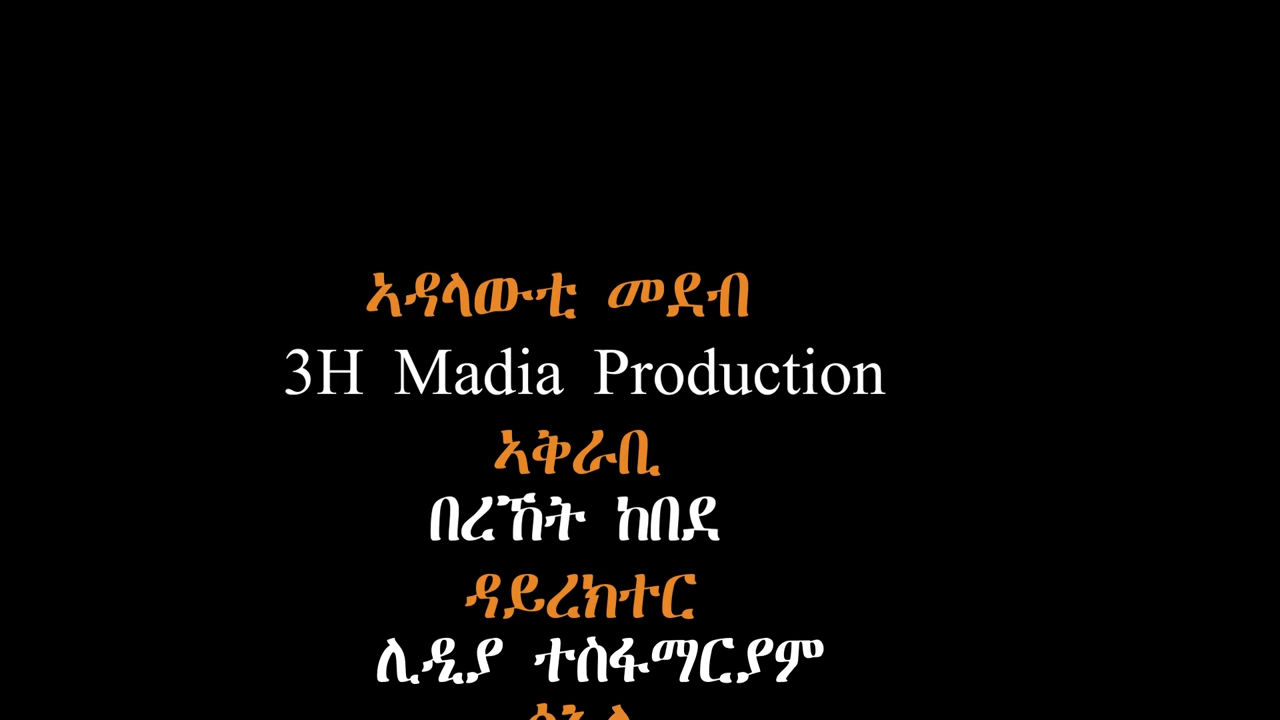 ኣዳላውቲ መደብ
3H Madia Production
ኣቅራቢ
በረኸት ከበደ
ዳይረክተር
ሊዲያ ተስፋማርያም